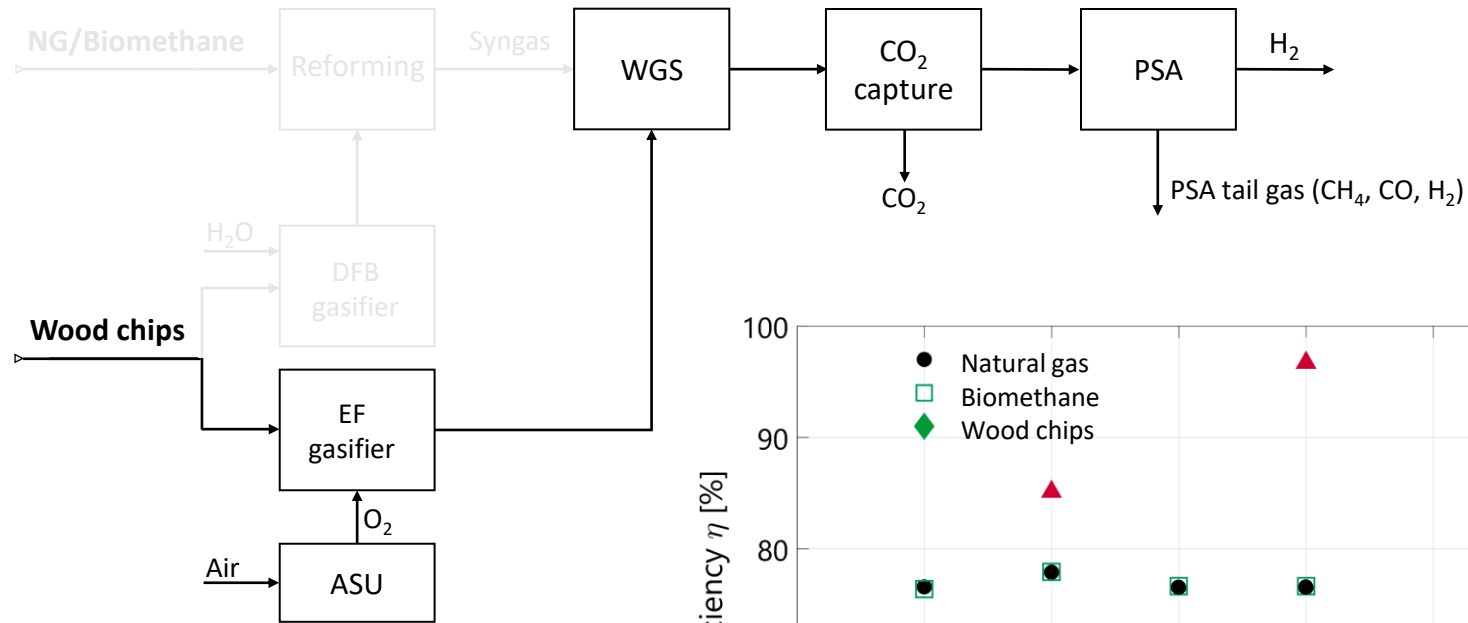 NG/Biomethane
Reforming
Syngas
WGS
CO₂
capture
PSA
H₂
CO₂
PSA tail gas (CH₄, CO, H₂)
H₂O
DFB
gasifier
Wood chips
EF
gasifier
O₂
Air
ASU
100
90
80
ciency η [%]
Natural gas
Biomethane
Wood chips